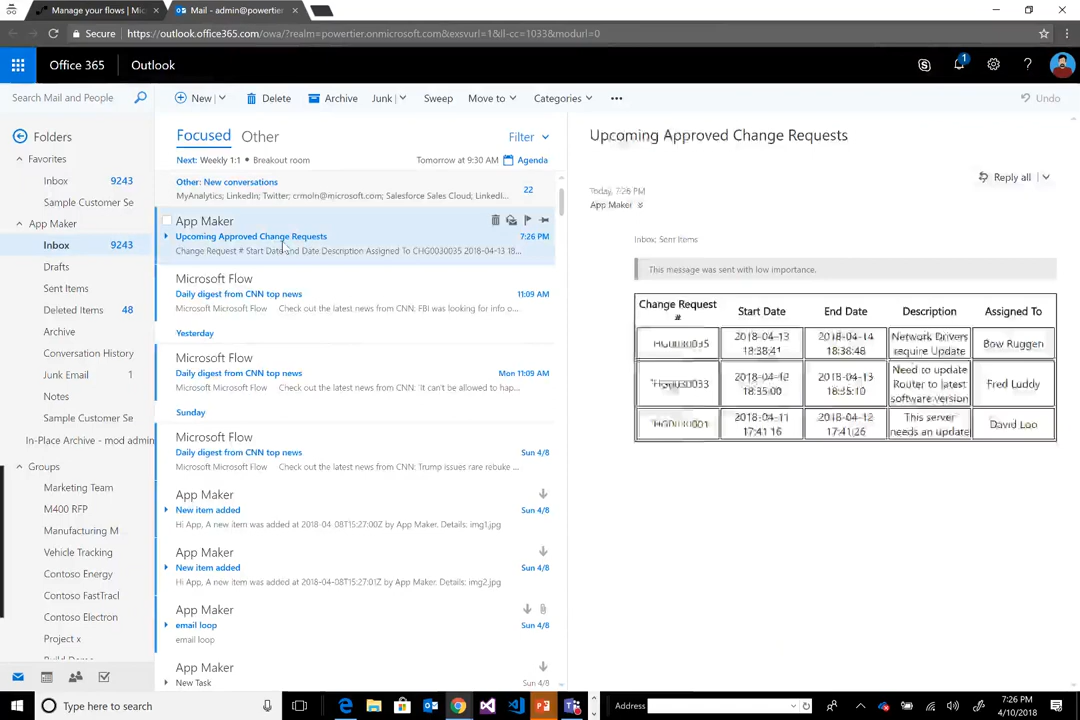 Manage your flows | Mic
Mail - admin@powertier
Secure
https://outlook.office365.com/owa/?realm=powertier.onmicrosoft.com&exsvurl=1&ll-cc=1033&modurl=0
Office 365
Outlook
1
?
Search Mail and People
New
Delete
Archive
Junk
Sweep
Move to
Categories
Undo
Folders
Favorites
Inbox 9243
Sample Customer Se
App Maker
Inbox 9243
Drafts
Sent Items
Deleted Items 48
Archive
Conversation History
Junk Email 1
Notes
Sample Customer Se
In-Place Archive - mod admin
Groups
Marketing Team
M400 RFP
Manufacturing M
Vehicle Tracking
Contoso Energy
Contoso FastTracl
Contoso Electron
Project x
Focused Other
Filter
Next: Weekly 1:1 • Breakout room
Tomorrow at 9:30 AM Agenda
Other: New conversations
MyAnalytics; LinkedIn; Twitter; crmoln@microsoft.com; Salesforce Sales Cloud; LinkedI...
22
App Maker
Upcoming Approved Change Requests 7:26 PM
Change Request # Start Date End Date Description Assigned To CHG0030035 2018-04-13 18...
Microsoft Flow
Daily digest from CNN top news 11:09 AM
Microsoft Microsoft Flow Check out the latest news from CNN: FBI was looking for info o...
Yesterday
Microsoft Flow
Daily digest from CNN top news Mon 11:09 AM
Microsoft Microsoft Flow Check out the latest news from CNN: 'It can't be allowed to hap...
Sunday
Microsoft Flow
Daily digest from CNN top news Sun 4/8
Microsoft Microsoft Flow Check out the latest news from CNN: Trump issues rare rebuke ...
App Maker
New item added Sun 4/8
Hi App, A new item was added at 2018-04-08T15:27:00Z by App Maker. Details: img1.jpg
App Maker
New item added Sun 4/8
Hi App, A new item was added at 2018-04-08T15:27:01Z by App Maker. Details: img2.jpg
App Maker
email loop Sun 4/8
email loop
App Maker
New Task Sun 4/8
Upcoming Approved Change Requests
Reply all
Today, 7:26 PM
App Maker
Inbox; Sent Items
This message was sent with low importance.
Change Request # Start Date End Date Description Assigned To
2018-04-13 18:38:41 2018-04-14 18:38:48 Network Drivers require Update Bow Ruggen
2018-04-12 18:35:00 2018-04-13 18:35:10 Need to update Router to latest software version Fred Luddy
2018-04-11 17:41:16 2018-04-12 17:41:26 This server needs an update David Loo
Type here to search
Address
7:26 PM
4/10/2018